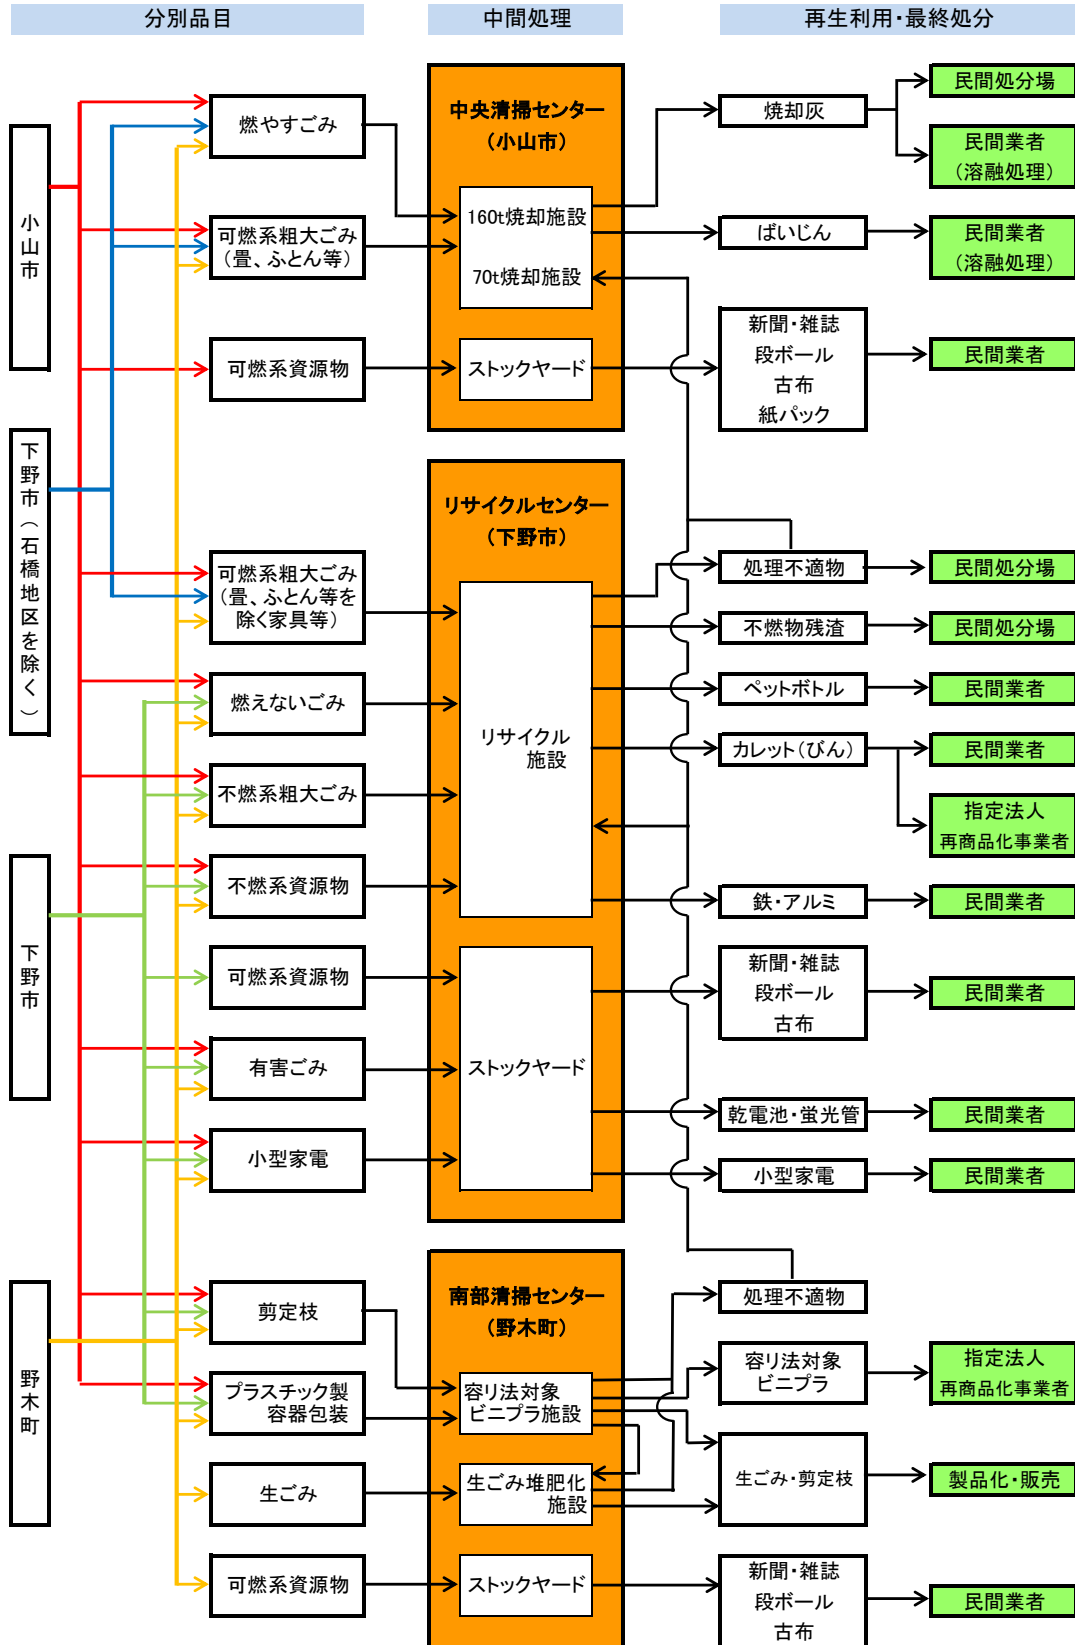 分別品目
中間処理
再生利用・最終処分
小山市
下野市（石橋地区を除く）
下野市
野木町
燃やすごみ
可燃系粗大ごみ
（畳、ふとん等）
可燃系資源物
可燃系粗大ごみ
（畳、ふとん等を
除く家具等）
燃えないごみ
不燃系粗大ごみ
不燃系資源物
可燃系資源物
有害ごみ
小型家電
剪定枝
プラスチック製
容器包装
生ごみ
可燃系資源物
中央清掃センター
（小山市）
160t焼却施設
70t焼却施設
ストックヤード
リサイクルセンター
（下野市）
リサイクル
施設
ストックヤード
南部清掃センター
（野木町）
容リ法対象
ビニプラ施設
生ごみ堆肥化
施設
ストックヤード
焼却灰
ばいじん
新聞・雑誌
段ボール
古布
紙パック
処理不適物
不燃物残渣
ペットボトル
カレット（びん）
鉄・アルミ
新聞・雑誌
段ボール
古布
乾電池・蛍光管
小型家電
処理不適物
容リ法対象
ビニプラ
生ごみ・剪定枝
新聞・雑誌
段ボール
古布
民間処分場
民間業者
（溶融処理）
民間業者
（溶融処理）
民間業者
民間処分場
民間処分場
民間業者
民間業者
指定法人
再商品化事業者
民間業者
民間業者
民間業者
民間業者
指定法人
再商品化事業者
製品化・販売
民間業者